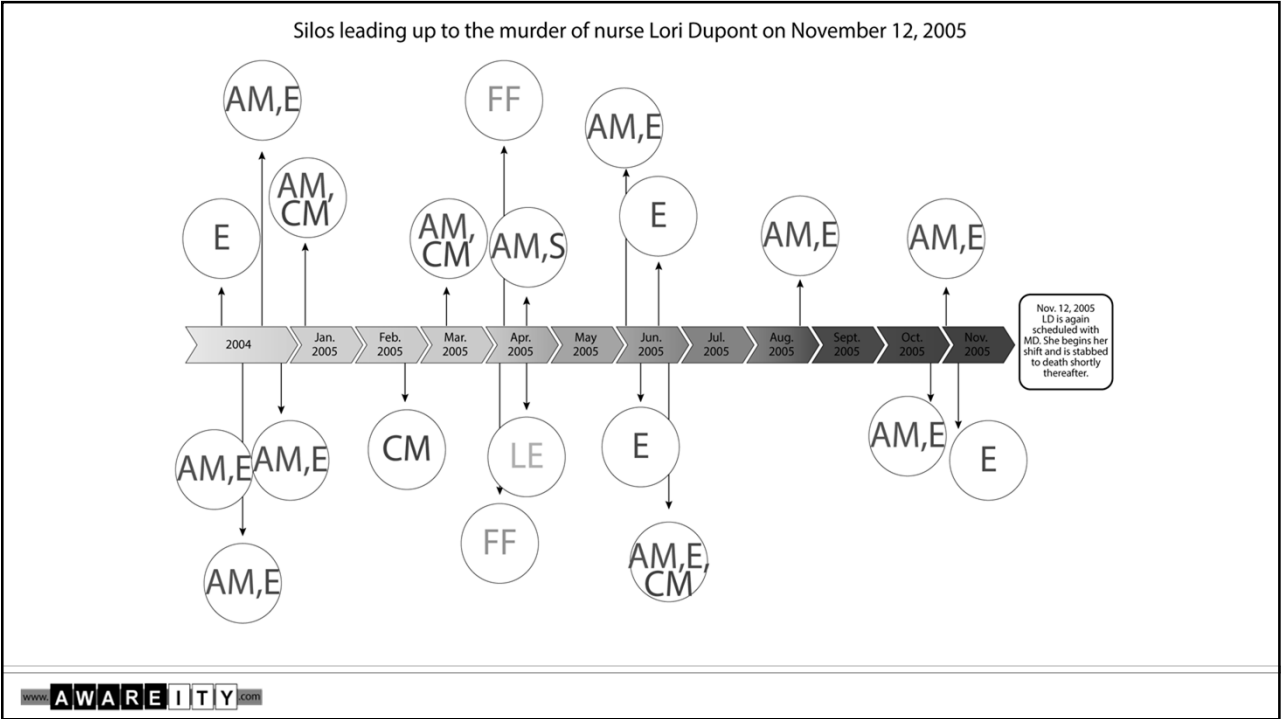 Silos leading up to the murder of nurse Lori Dupont on November 12, 2005
AM,E
FF
AM,E
AM,
CM
E
E
AM,
CM
AM,S
AM,E
AM,E
2004
Jan.
2005
Feb.
2005
Mar.
2005
Apr.
2005
May
2005
Jun.
2005
Jul.
2005
Aug.
2005
Sept.
2005
Oct.
2005
Nov.
2005
Nov. 12, 2005
LD is again
scheduled with
MD. She begins her
shift and is stabbed
to death shortly
thereafter.
AM,E
AM,E
CM
LE
E
AM,E
E
FF
AM,E
AM,E,
CM
www.AWAREITY.com